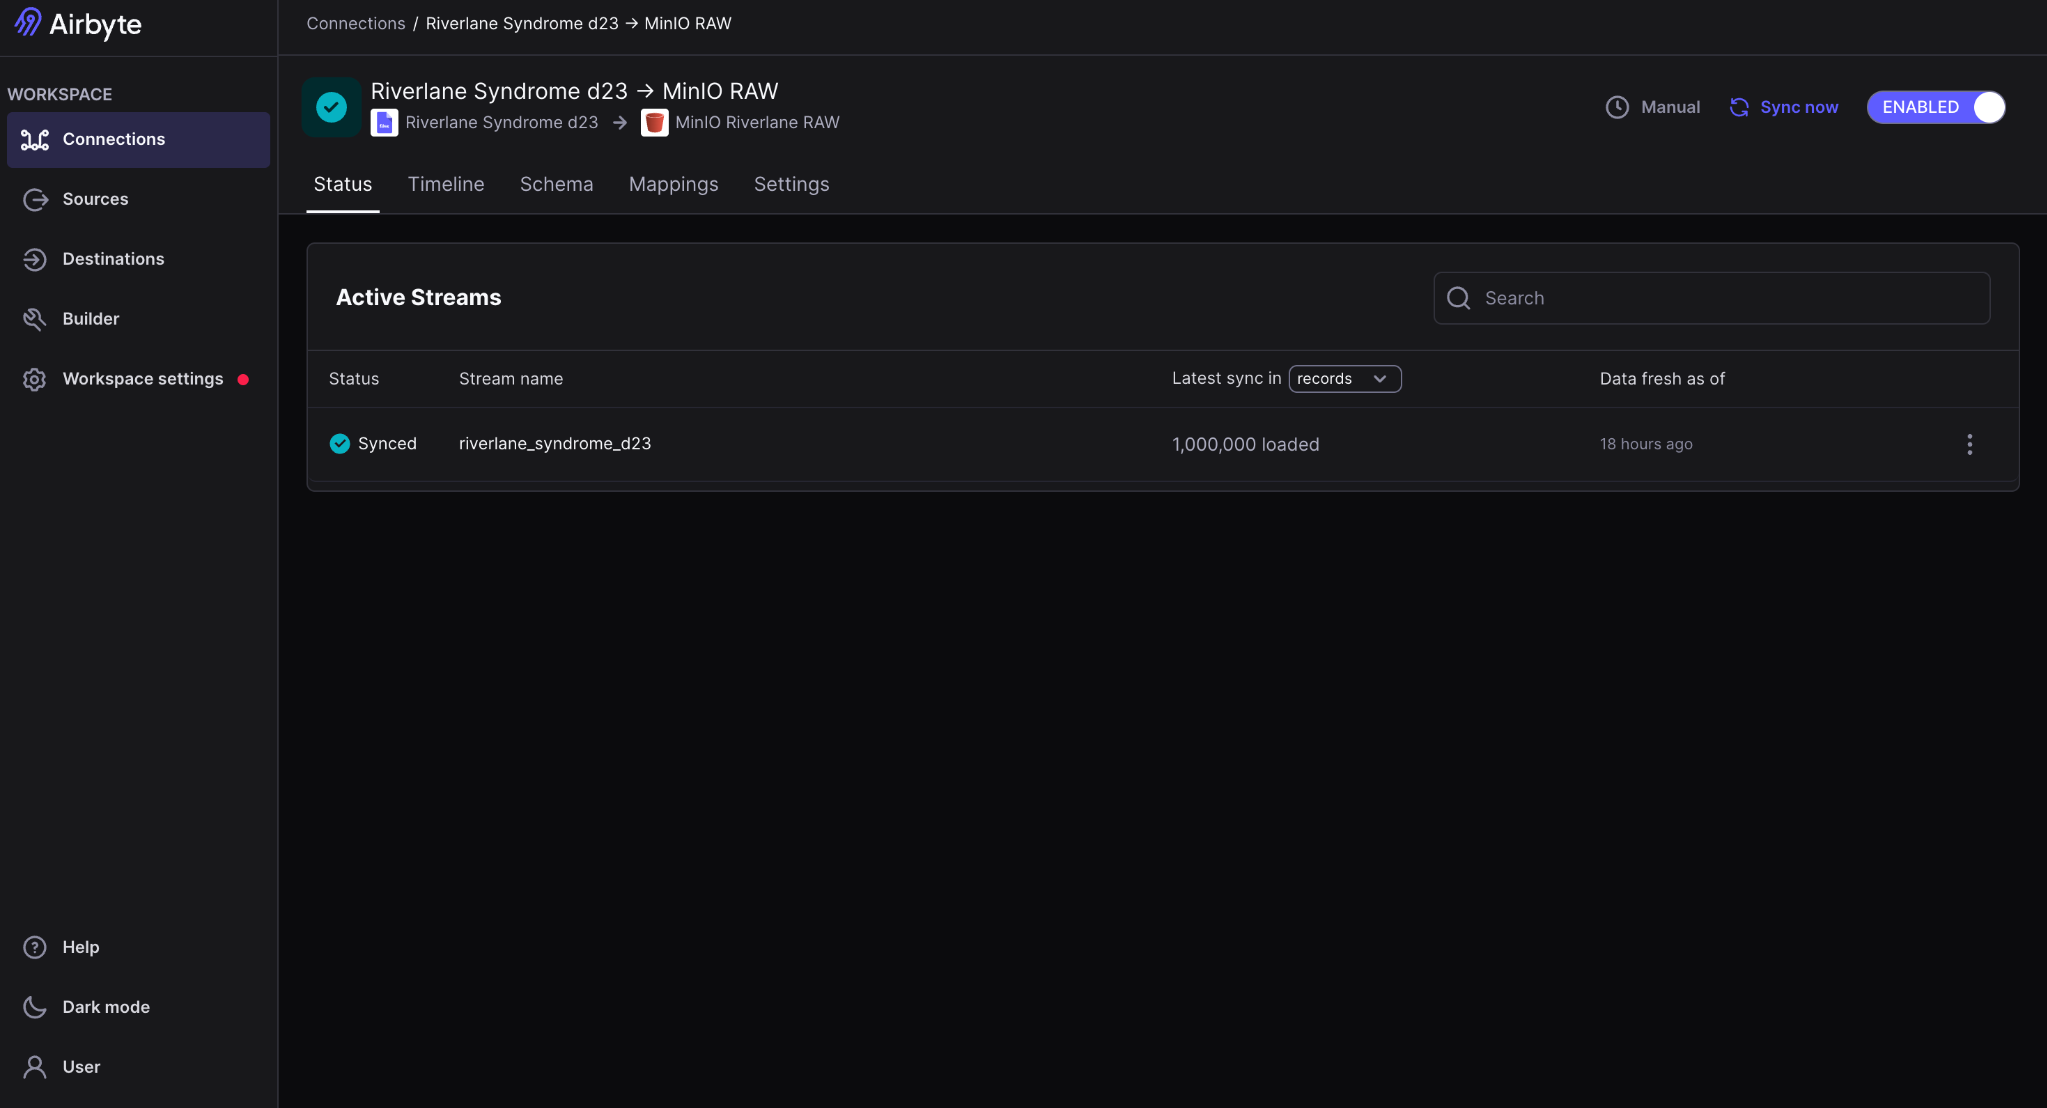 Airbyte
Connections / Riverlane Syndrome d23 → MinIO RAW
WORKSPACE
Connections
Sources
Destinations
Builder
Workspace settings
Riverlane Syndrome d23 → MinIO RAW
Riverlane Syndrome d23 → MinIO Riverlane RAW
Manual
Sync now
ENABLED
Status Timeline Schema Mappings Settings
Active Streams
Search
Status Stream name Latest sync in records Data fresh as of
Synced riverlane_syndrome_d23 1,000,000 loaded 18 hours ago
Help
Dark mode
User